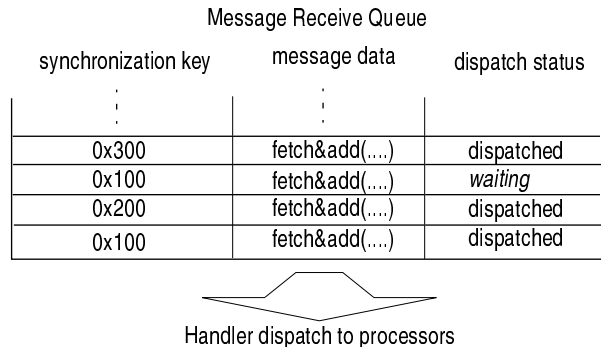 Message Receive Queue
synchronization key message data dispatch status
0x300 fetch&add(....) dispatched
0x100 fetch&add(....) waiting
0x200 fetch&add(....) dispatched
0x100 fetch&add(....) dispatched
Handler dispatch to processors